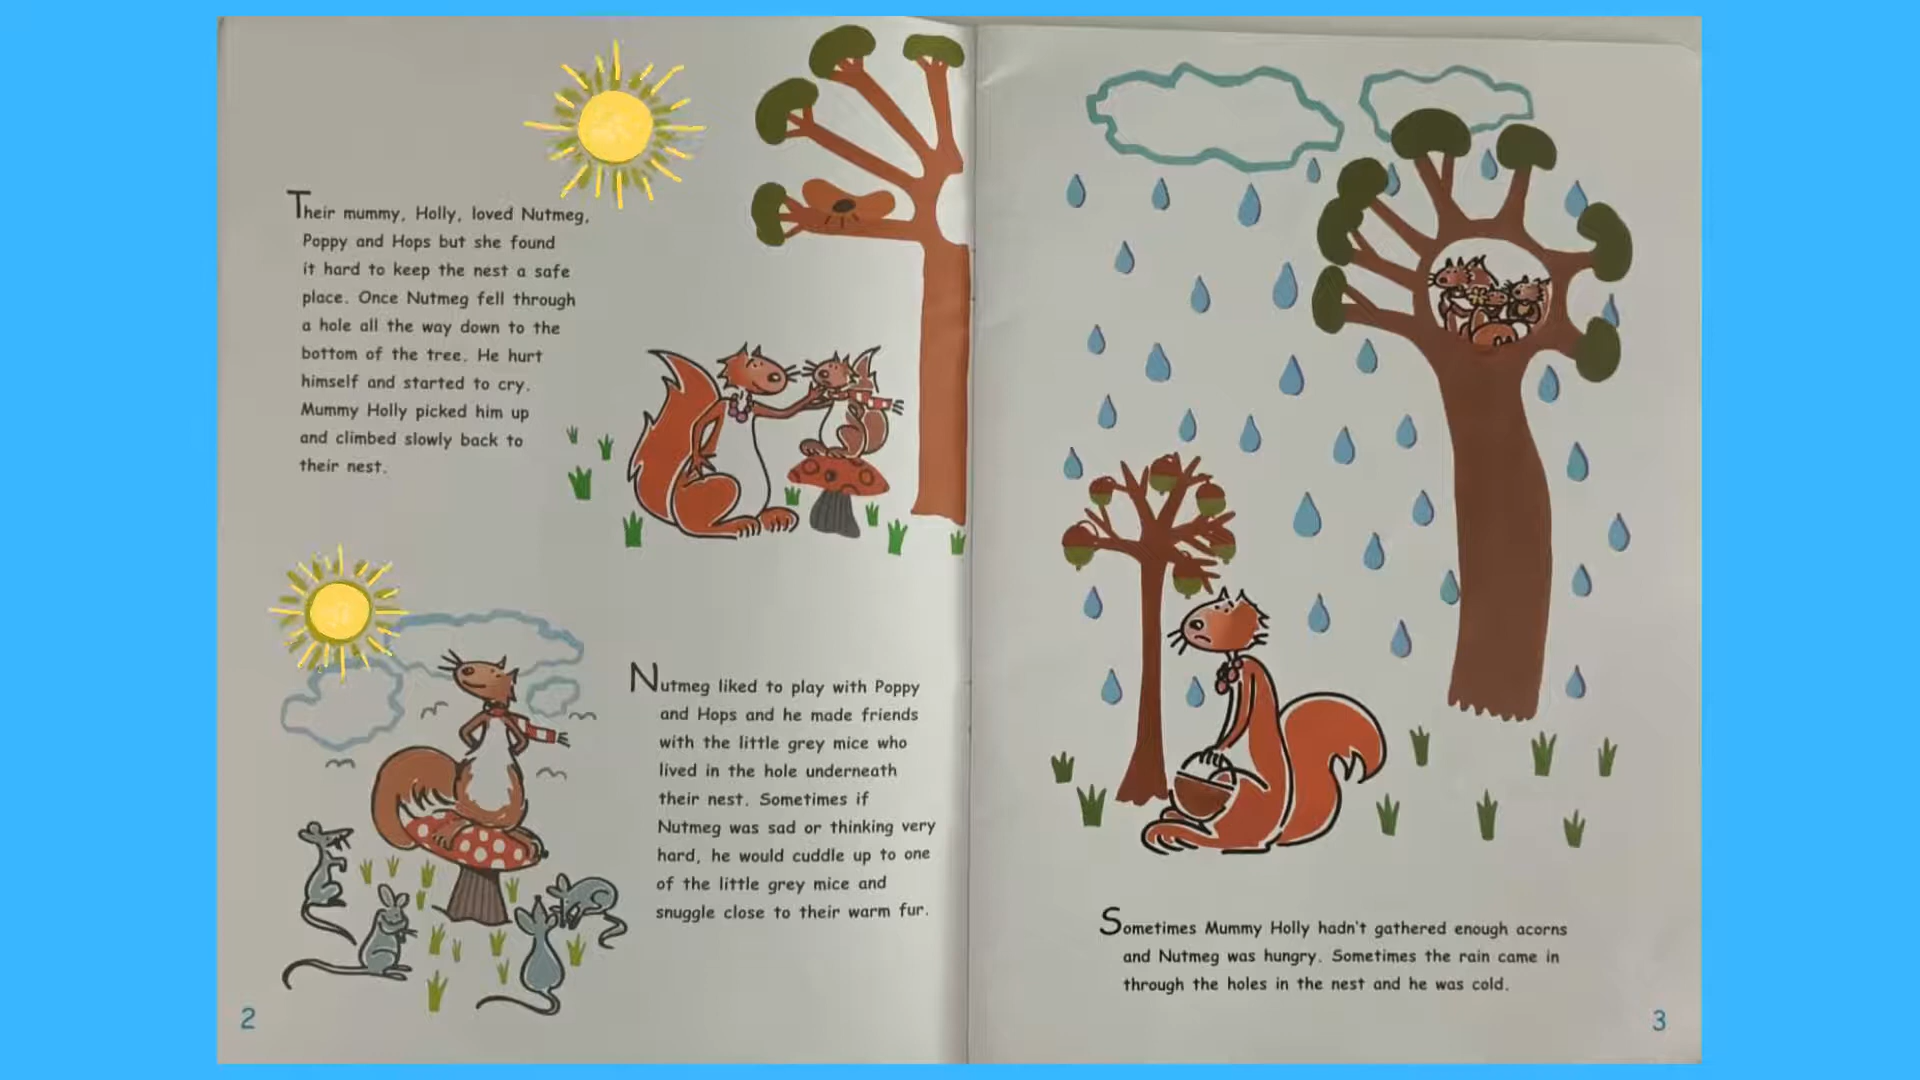 Their mummy, Holly, loved Nutmeg,
Poppy and Hops but she found
it hard to keep the nest a safe
place. Once Nutmeg fell through
a hole all the way down to the
bottom of the tree. He hurt
himself and started to cry.
Mummy Holly picked him up
and climbed slowly back to
their nest.
Nutmeg liked to play with Poppy
and Hops and he made friends
with the little grey mice who
lived in the hole underneath
their nest. Sometimes if
Nutmeg was sad or thinking very
hard, he would cuddle up to one
of the little grey mice and
snuggle close to their warm fur.
2
Sometimes Mummy Holly hadn't gathered enough acorns
and Nutmeg was hungry. Sometimes the rain came in
through the holes in the nest and he was cold.
3